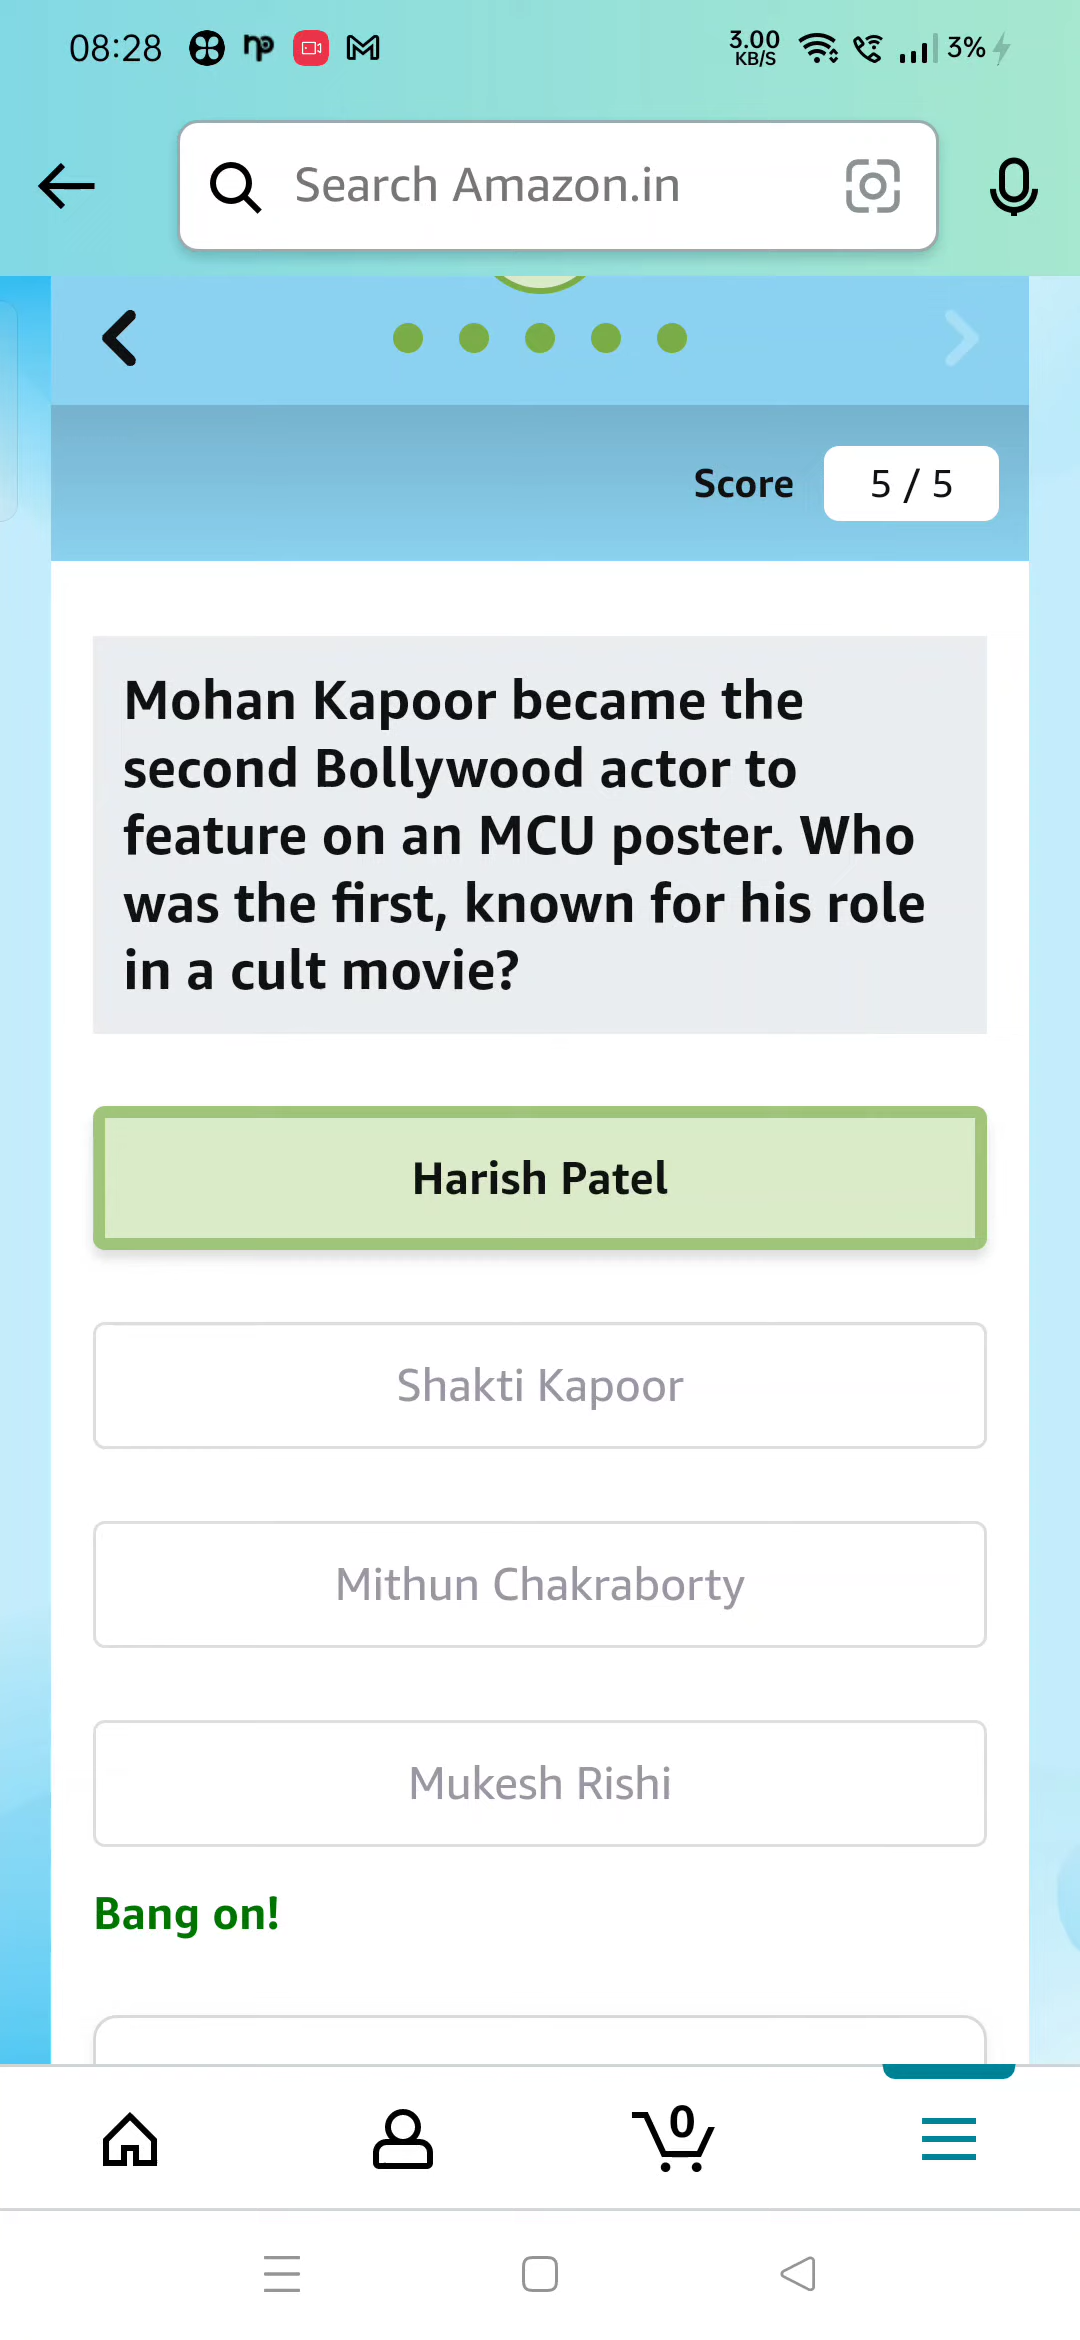 08:28 np 3.00 KB/S 3%
Search Amazon.in
Score 5 / 5
Mohan Kapoor became the
second Bollywood actor to
feature on an MCU poster. Who
was the first, known for his role
in a cult movie?
Harish Patel
Shakti Kapoor
Mithun Chakraborty
Mukesh Rishi
Bang on!
0